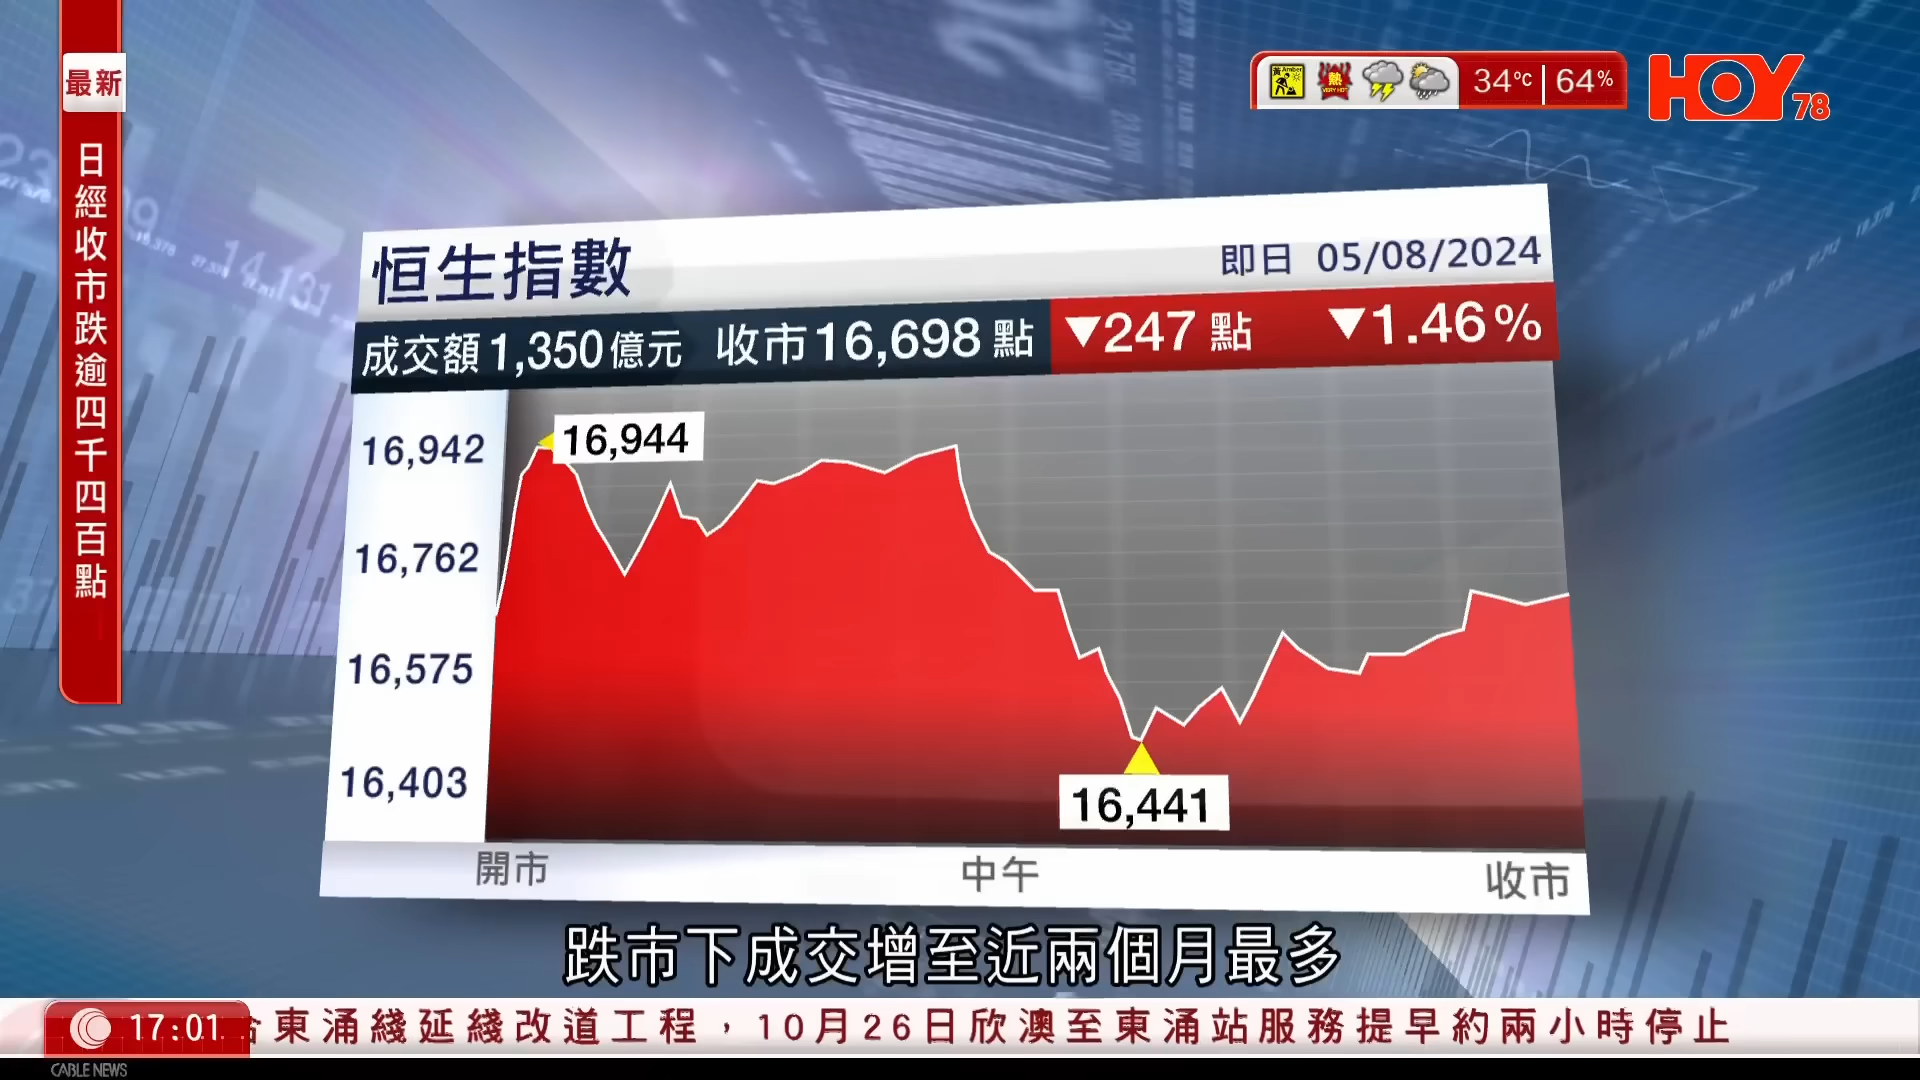 最新
日經收市跌逾四千四百點
34°C 64%
HOY 78
恒生指數
即日 05/08/2024
成交額1,350億元 收市16,698點 ▼247點 ▼1.46%
16,942
16,762
16,575
16,403
16,944
16,441
開市 中午 收市
跌市下成交增至近兩個月最多
17:01
東涌綫延綫改道工程，10月26日欣澳至東涌站服務提早約兩小時停止
CABLE NEWS